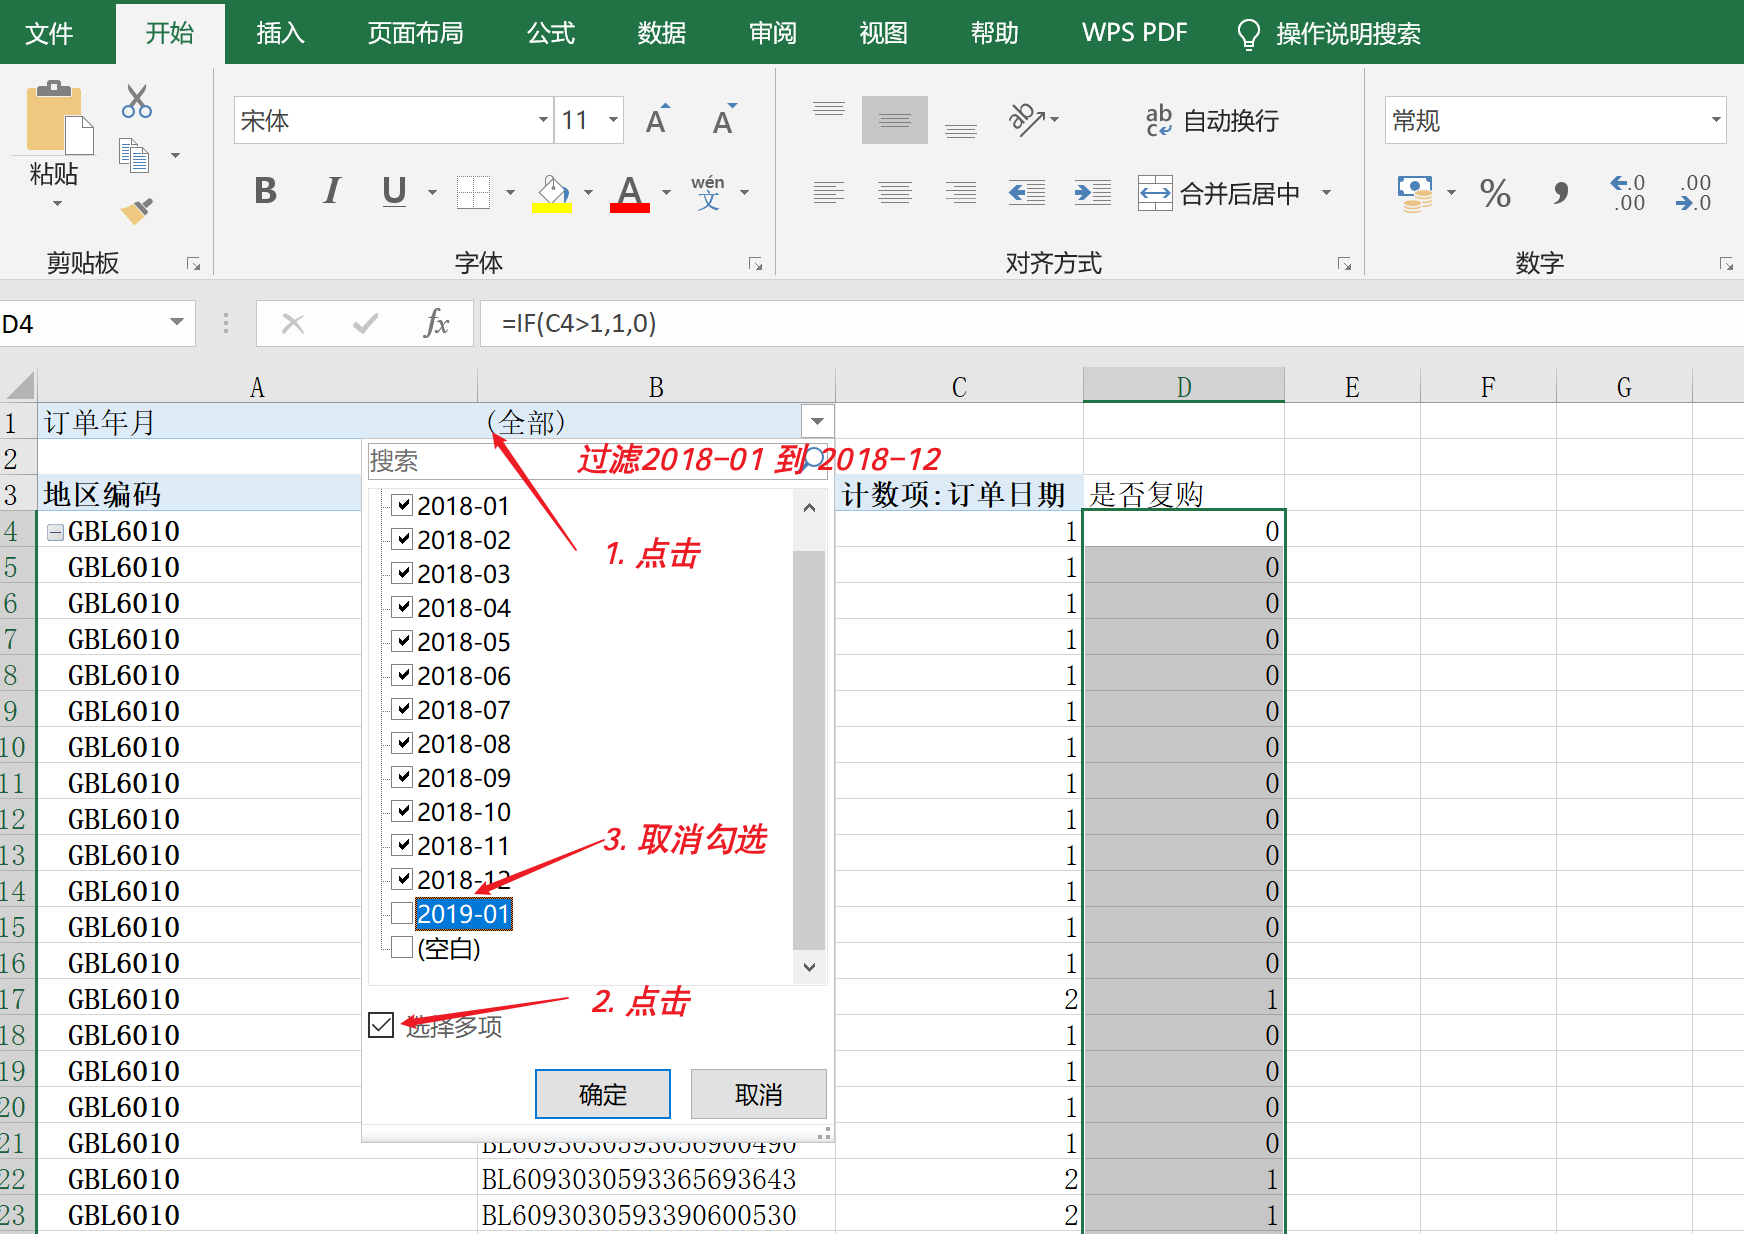 文件 开始 插入 页面布局 公式 数据 审阅 视图 帮助 WPS PDF 操作说明搜索
宋体 11 A A ab c 自动换行 常规
粘贴 B I U A wén 文 合并后居中 % , .0 .00 .00 .0
剪贴板 字体 对齐方式 数字
D4 fx =IF(C4>1,1,0)
A B C D E F G
1 订单年月 (全部)
2 搜索 过滤2018-01 到 2018-12
3 地区编码 计数项:订单日期 是否复购
4 GBL6010 2018-01 1 0
5 GBL6010 2018-02 1. 点击 1 0
2018-03
6 GBL6010 2018-04 1 0
7 GBL6010 2018-05 1 0
8 GBL6010 2018-06 1 0
9 GBL6010 2018-07 1 0
10 GBL6010 2018-08 1 0
11 GBL6010 2018-09 1 0
12 GBL6010 2018-10 1 0
13 GBL6010 2018-11 3. 取消勾选 1 0
14 GBL6010 2018-12 1 0
15 GBL6010 2019-01 1 0
16 GBL6010 (空白) 1 0
17 GBL6010 2. 点击 2 1
18 GBL6010 选择多项 1 0
19 GBL6010 1 0
20 GBL6010 确定 取消 1 0
21 GBL6010 BL6093030593056900490 1 0
22 GBL6010 BL6093030593365693643 2 1
23 GBL6010 BL6093030593390600530 2 1